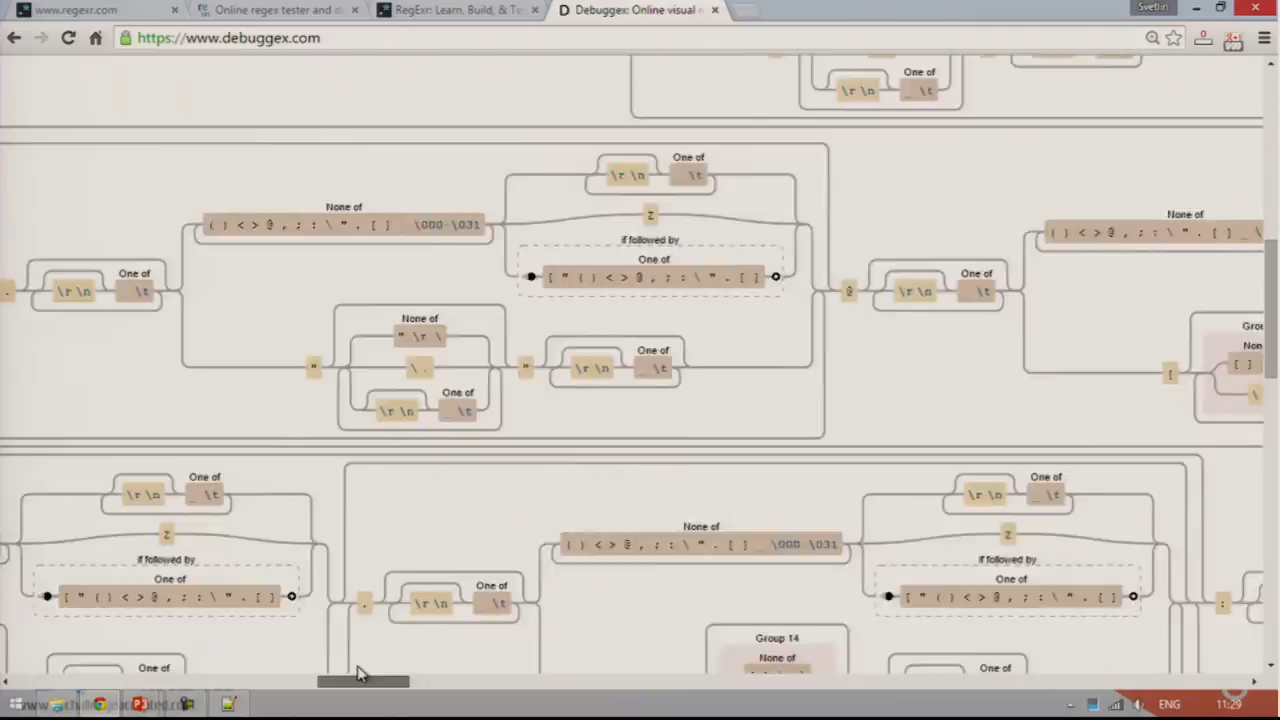 www.regexr.com
Online regex tester and d
RegExr: Learn, Build, & Te
Debuggex: Online visual
Svetlin
https://www.debuggex.com
One of
\r \n _ \t
One of
\r \n _ \t
None of
( ) < > @ , ; : \ " . [ ] \000-\031
Z
None of
( ) < > @ , ; : \ " . [ ] _ \
if followed by
One of
[ " ( ) < > @ , ; : \ " . [ ]
One of
. \r \n _ \t
@
One of
\r \n _ \t
None of
" \r \
Grou
Non
[ ]
\
" \ . "
One of
\r \n _ \t
[
One of
\r \n _ \t
One of
\r \n _ \t
One of
\r \n _ \t
None of
( ) < > @ , ; : \ " . [ ] \000-\031
Z
Z
if followed by
if followed by
One of
[ " ( ) < > @ , ; : \ " . [ ]
One of
[ " ( ) < > @ , ; : \ " . [ ]
One of
. \r \n _ \t
:
Group 14
None of
One of
One of
ENG
11:29